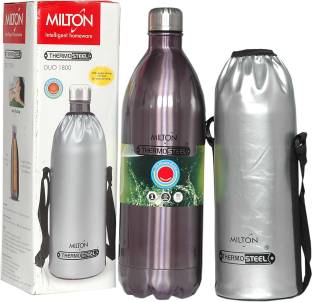 MILTON
Intelligent homeware
THERMOSTEEL
DUO 1800
MILTON
THERMOSTEEL
MILTON
THERMOSTEEL
MILTON
THERMOSTEEL